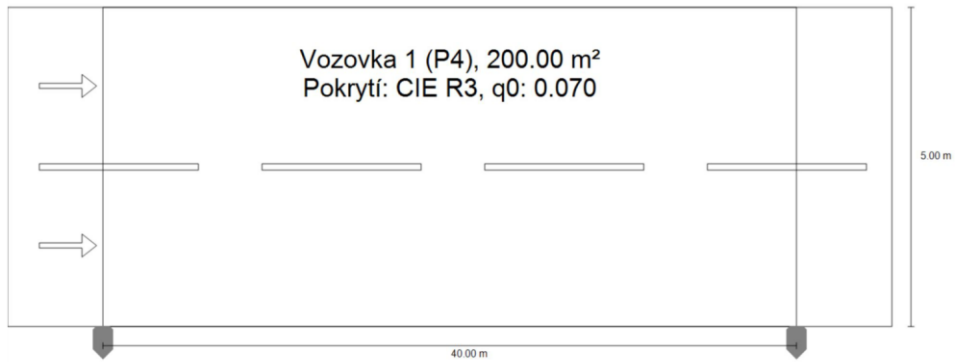 Vozovka 1 (P4), 200.00 m²
Pokrytí: CIE R3, q0: 0.070
5.00 m
40.00 m